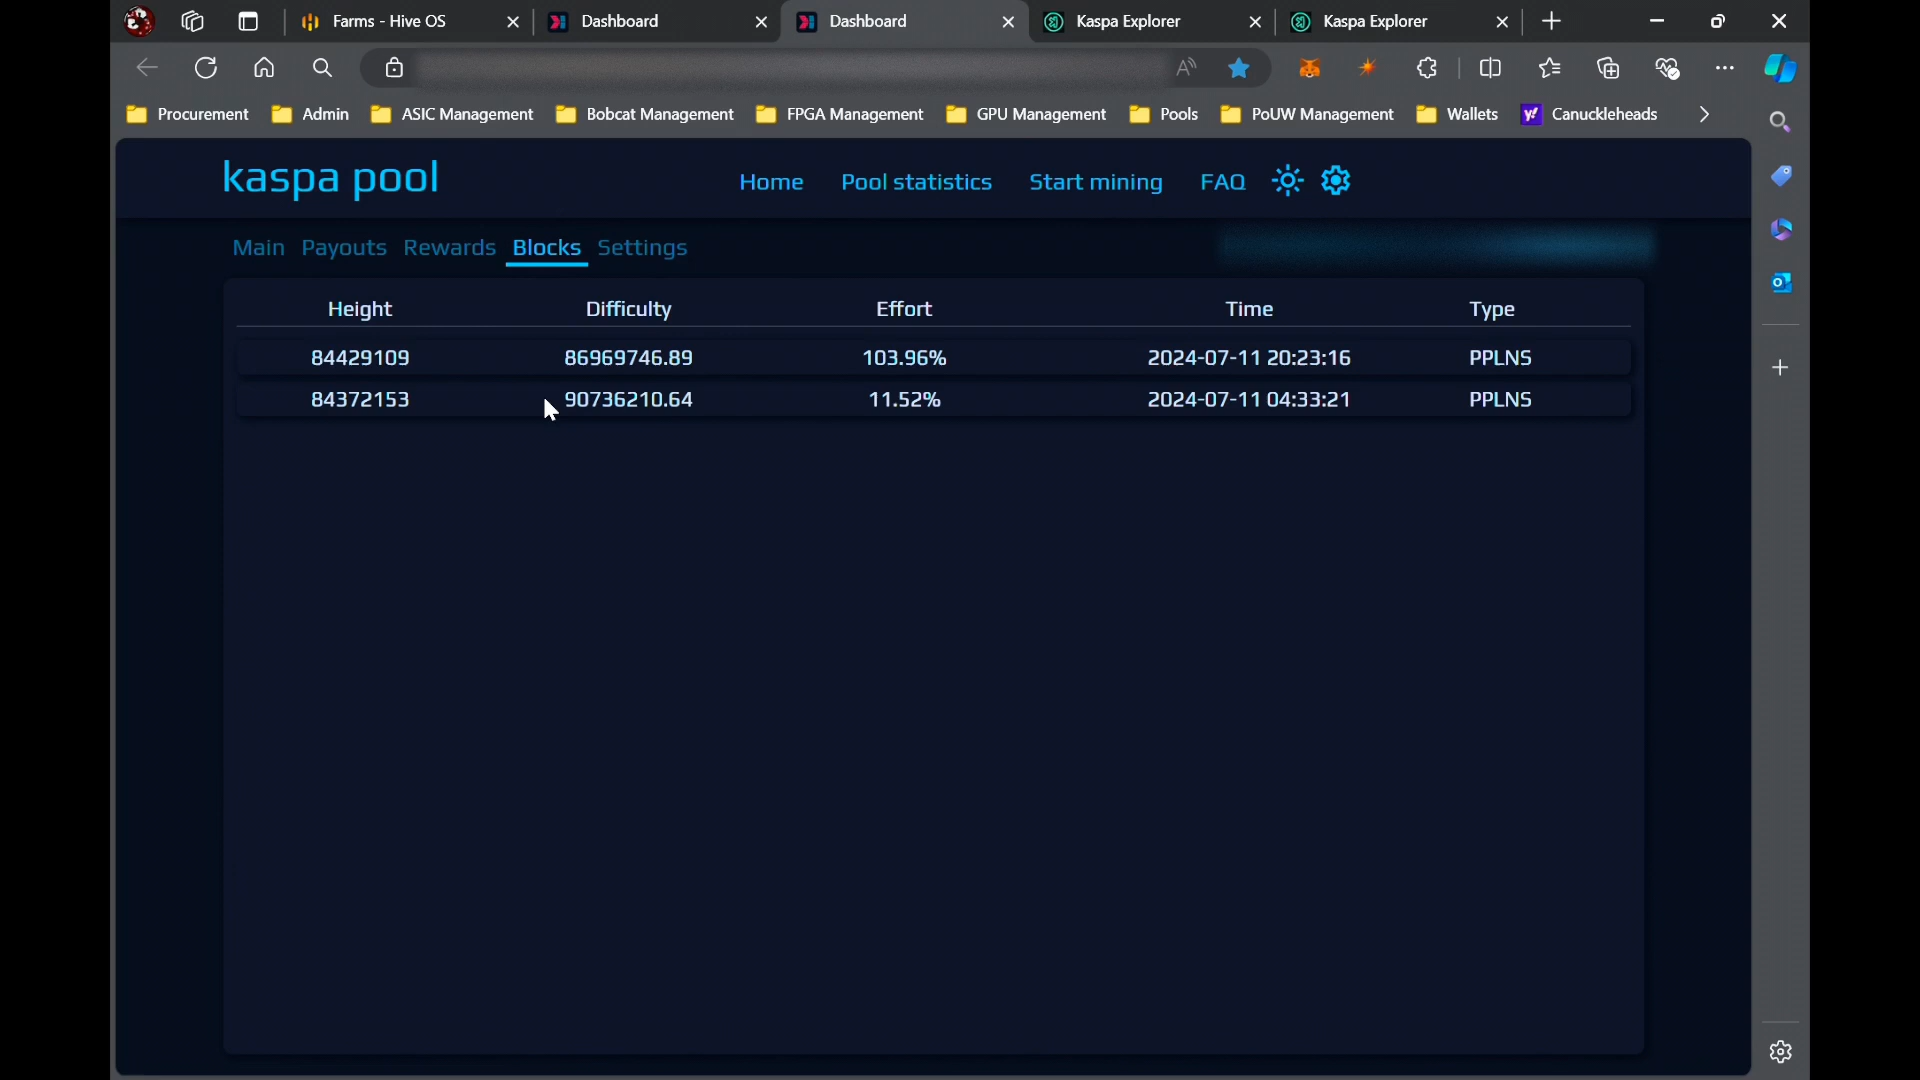 Farms - Hive OS Dashboard Dashboard Kaspa Explorer Kaspa Explorer
Procurement Admin ASIC Management Bobcat Management FPGA Management GPU Management Pools PoUW Management Wallets Canuckleheads
kaspa pool
Home Pool statistics Start mining FAQ
Main Payouts Rewards Blocks Settings
Height Difficulty Effort Time Type
84429109 86969746.89 103.96% 2024-07-11 20:23:16 PPLNS
84372153 90736210.64 11.52% 2024-07-11 04:33:21 PPLNS